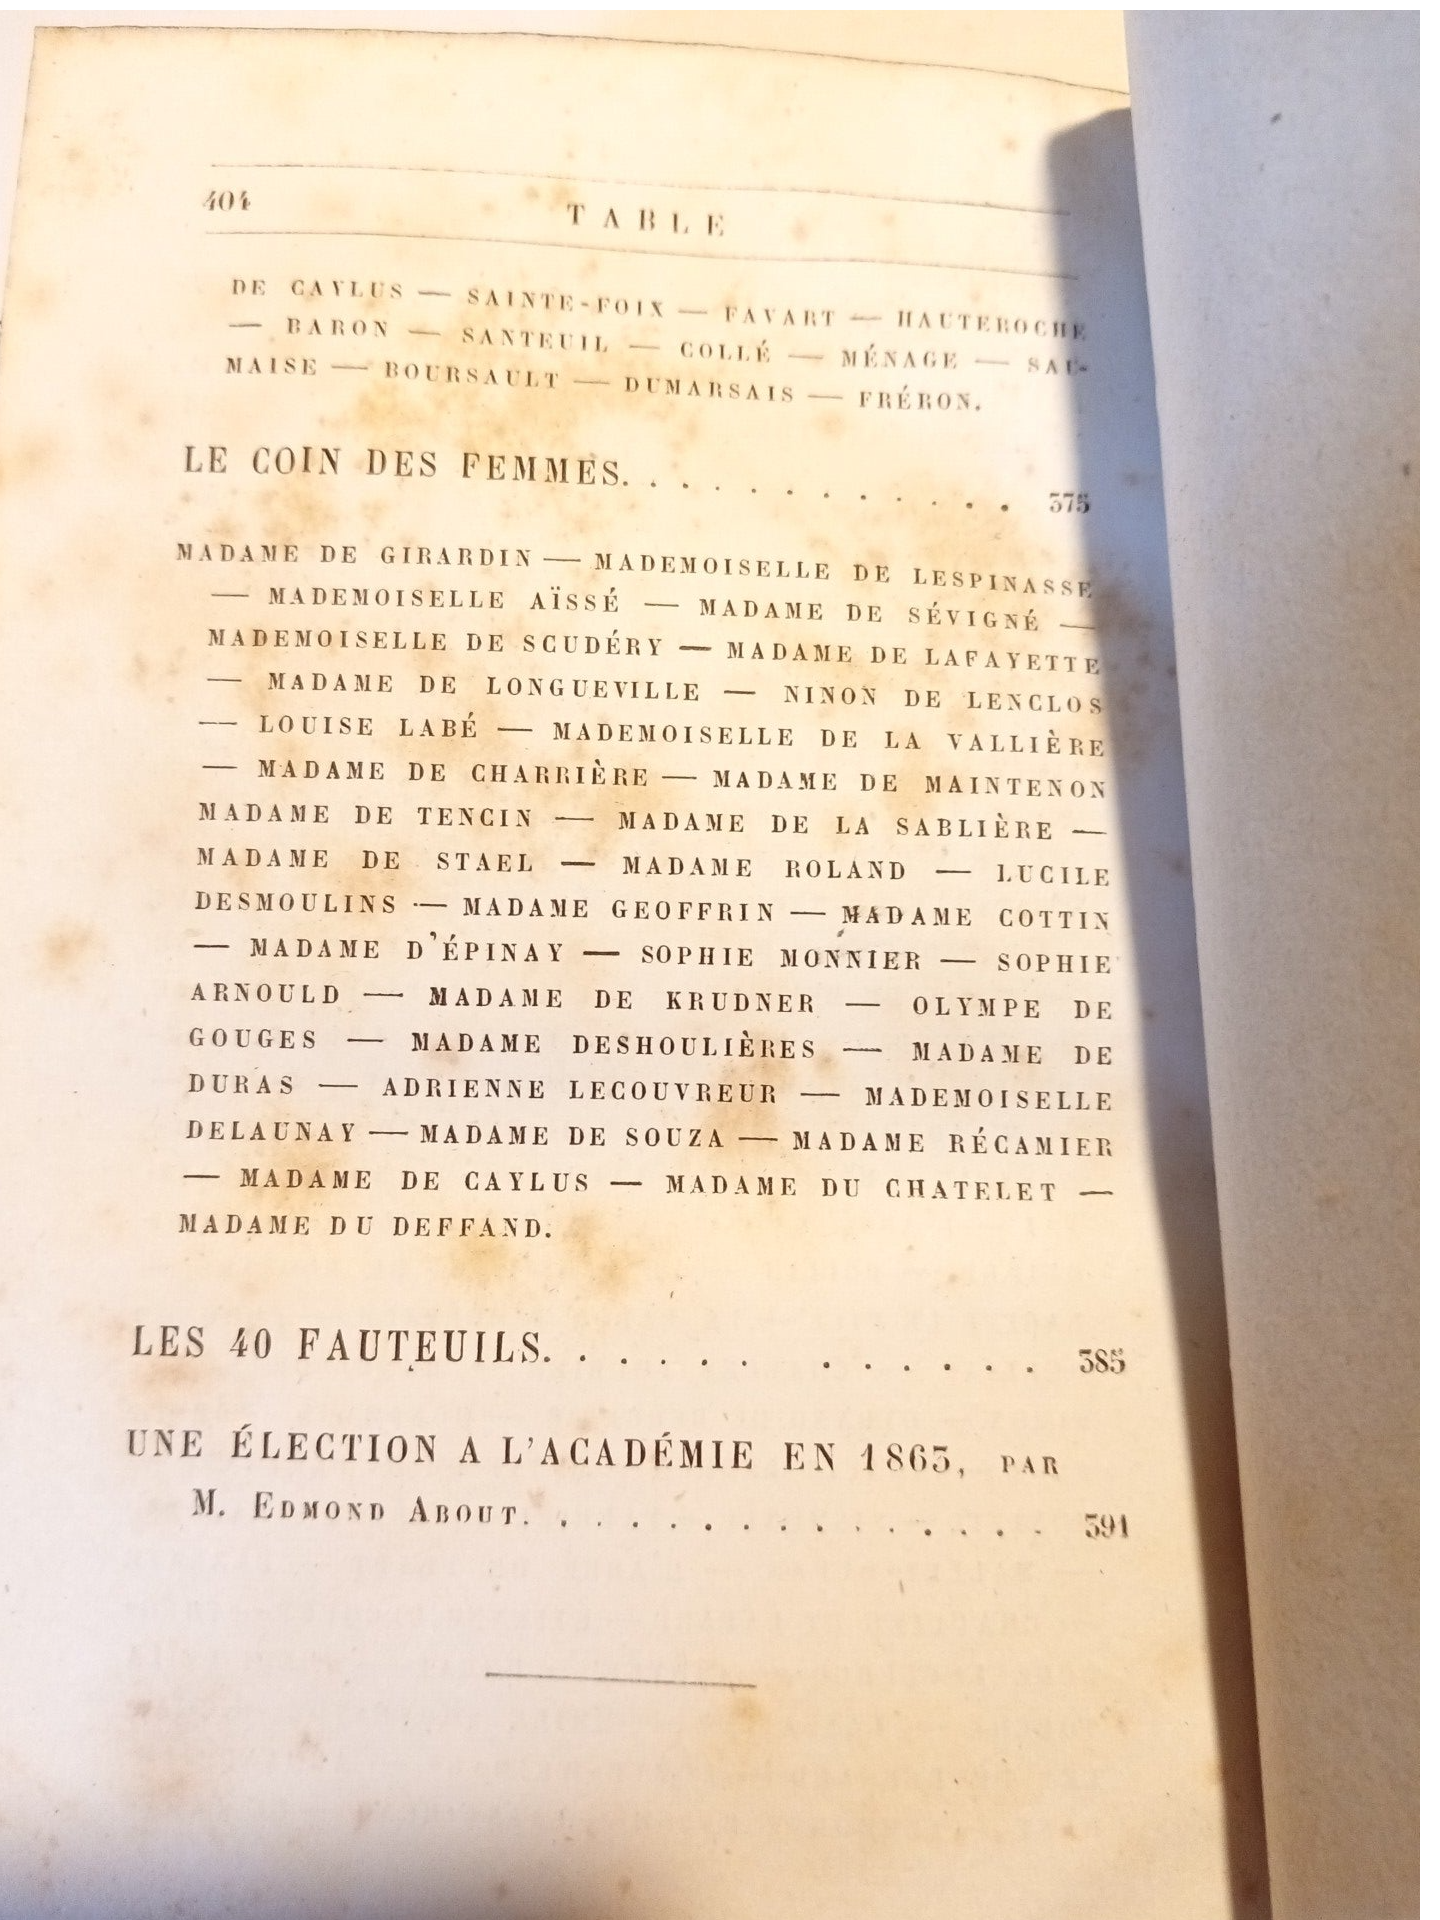 404
TABLE
DE CAYLUS — SAINTE-FOIX — FAVART — HAUTEROCHE
— BARON — SANTEUIL — COLLÉ — MÉNAGE — SAU-
MAISE — BOURSAULT — DUMARSAIS — FRÉRON.
LE COIN DES FEMMES. . . . . . . . . . . . 375
MADAME DE GIRARDIN — MADEMOISELLE DE LESPINASSE
— MADEMOISELLE AÏSSÉ — MADAME DE SÉVIGNÉ —
MADEMOISELLE DE SCUDÉRY — MADAME DE LAFAYETTE
— MADAME DE LONGUEVILLE — NINON DE LENCLOS
— LOUISE LABÉ — MADEMOISELLE DE LA VALLIÈRE
— MADAME DE CHARRIÈRE — MADAME DE MAINTENON
MADAME DE TENCIN — MADAME DE LA SABLIÈRE —
MADAME DE STAEL — MADAME ROLAND — LUCILE
DESMOULINS — MADAME GEOFFRIN — MADAME COTTIN
— MADAME D'ÉPINAY — SOPHIE MONNIER — SOPHIE
ARNOULD — MADAME DE KRUDNER — OLYMPE DE
GOUGES — MADAME DESHOULIÈRES — MADAME DE
DURAS — ADRIENNE LECOUVREUR — MADEMOISELLE
DELAUNAY — MADAME DE SOUZA — MADAME RÉCAMIER
— MADAME DE CAYLUS — MADAME DU CHATELET —
MADAME DU DEFFAND.
LES 40 FAUTEUILS. . . . . . . . . . . . 385
UNE ÉLECTION A L'ACADÉMIE EN 1863, PAR
M. EDMOND ABOUT. . . . . . . . . . . . . . . 391